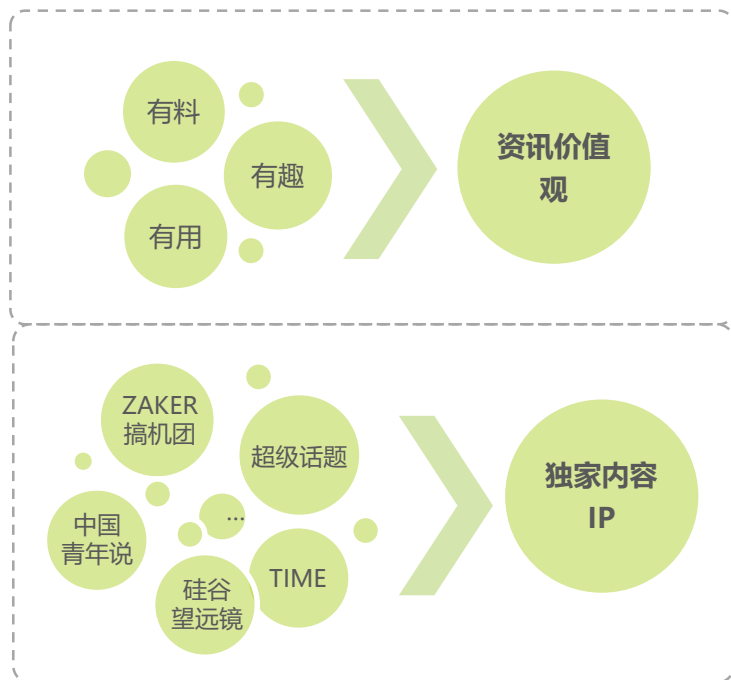 有料
有趣
有用
资讯价值
观
ZAKER
搞机团
超级话题
中国
青年说
...
硅谷
望远镜
TIME
独家内容
IP